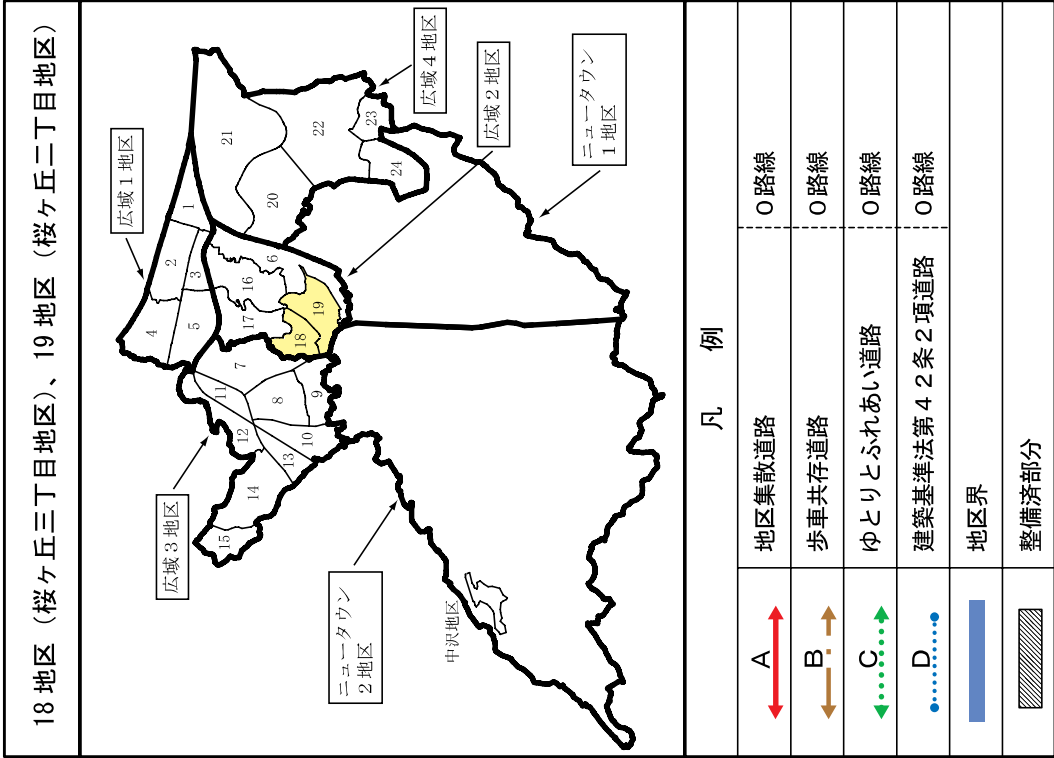 18地区（桜ヶ丘三丁目地区）、19地区（桜ヶ丘二丁目地区）
広域１地区
広域２地区
広域３地区
広域４地区
ニュータウン
１地区
ニュータウン
２地区
中沢地区
1
2
3
4
5
6
7
8
9
10
11
12
13
14
15
16
17
18
19
20
21
22
23
24
凡　例
A 地区集散道路 ０路線
B 歩車共存道路 ０路線
C ゆとりとふれあい道路 ０路線
D 建築基準法第４２条２項道路 ０路線
地区界
整備済部分